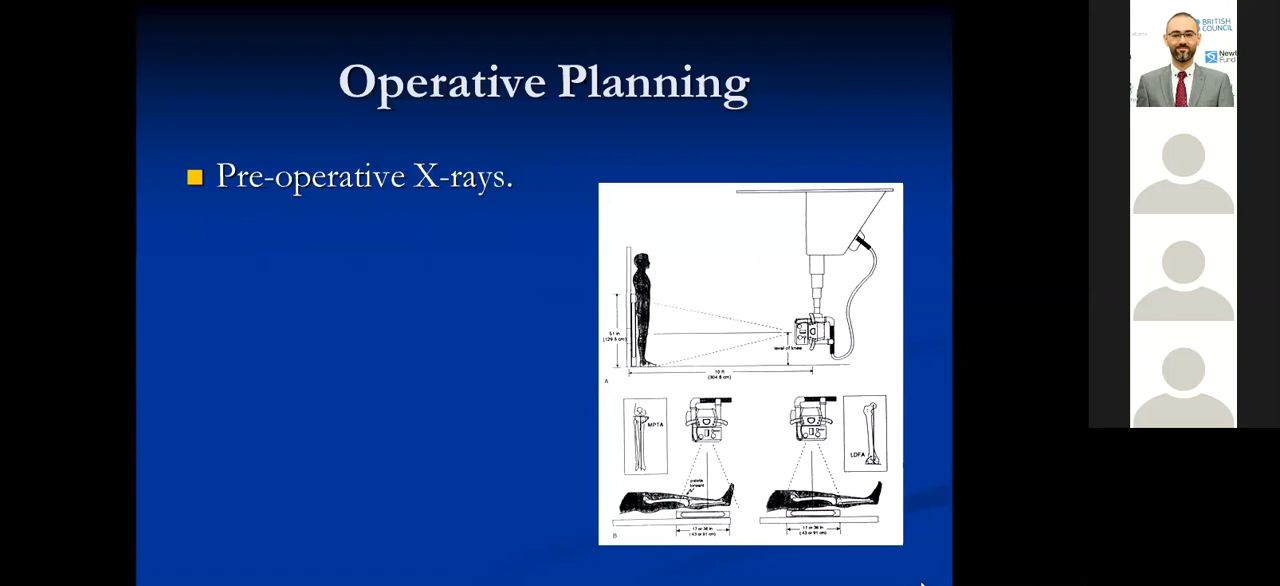 Operative Planning
Pre-operative X-rays.
51 in
(129.5 cm)
level of knee
10 ft
(304.8 cm)
A
MPTA
patella
forward
LDFA
17 or 36 in
(43 or 91 cm)
17 or 36 in
(43 or 91 cm)
B
BRITISH
COUNCIL
Newt
Fund